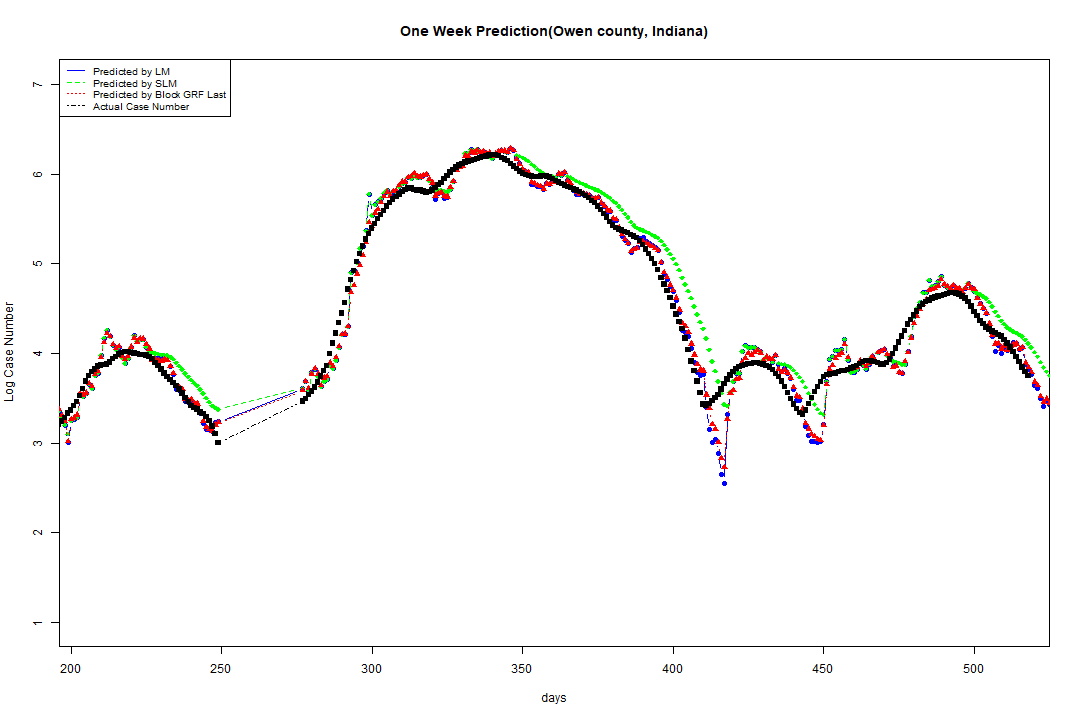 One Week Prediction(Owen county, Indiana)
Predicted by LM
Predicted by SLM
Predicted by Block GRF Last
Actual Case Number
7
6
5
4
3
2
1
Log Case Number
200 250 300 350 400 450 500
days